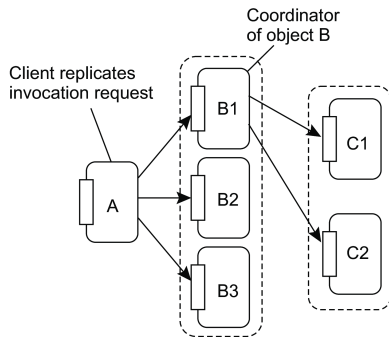 Coordinator
of object B
Client replicates
invocation request
B1
C1
A
B2
C2
B3